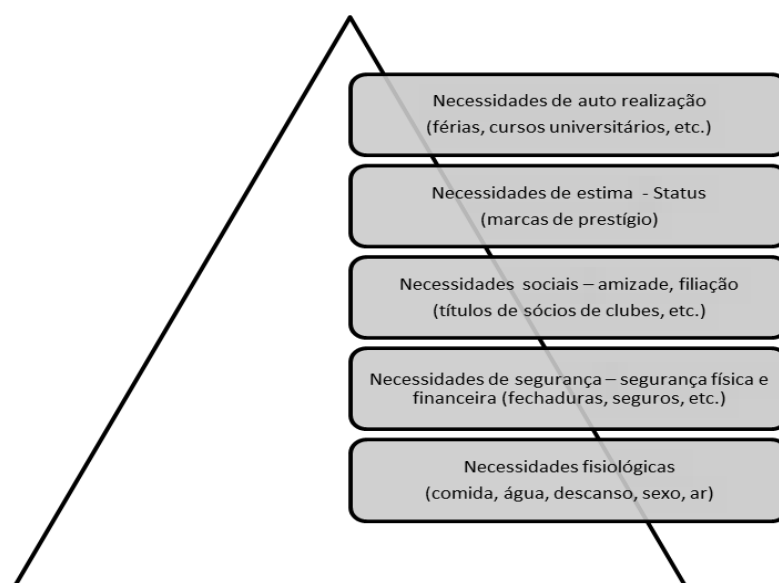 Necessidades de auto realização
(férias, cursos universitários, etc.)
Necessidades de estima - Status
(marcas de prestígio)
Necessidades sociais – amizade, filiação
(títulos de sócios de clubes, etc.)
Necessidades de segurança – segurança física e
financeira (fechaduras, seguros, etc.)
Necessidades fisiológicas
(comida, água, descanso, sexo, ar)